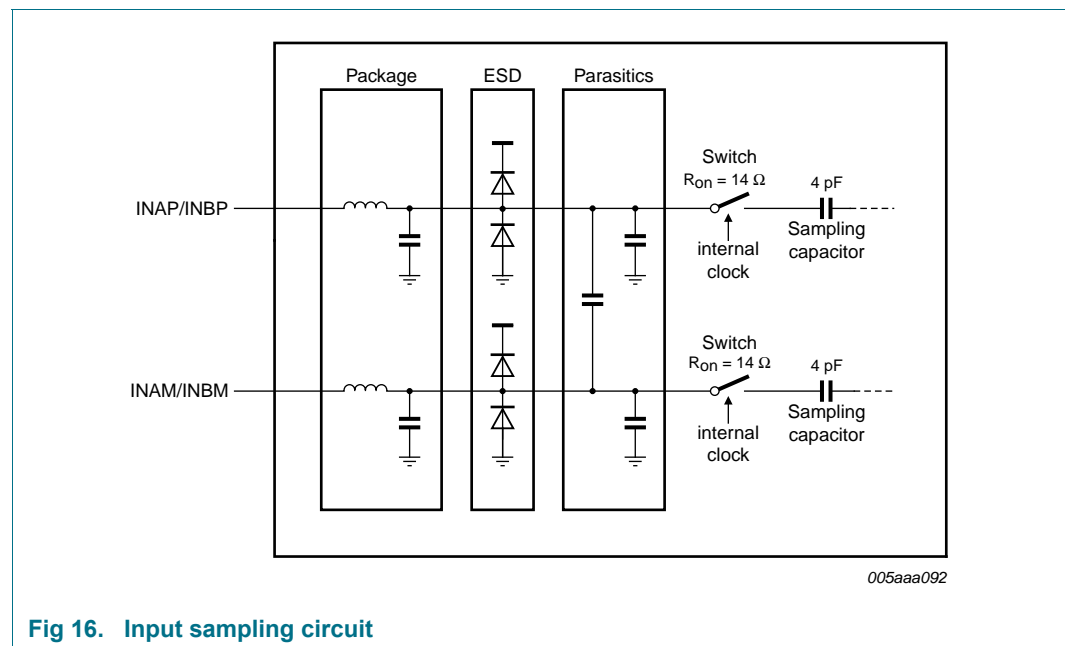 Package
ESD
Parasitics
Switch
Ron = 14 Ω
4 pF
INAP/INBP
internal
clock
Sampling
capacitor
Switch
Ron = 14 Ω
4 pF
INAM/INBM
internal
clock
Sampling
capacitor
005aaa092
Fig 16. Input sampling circuit